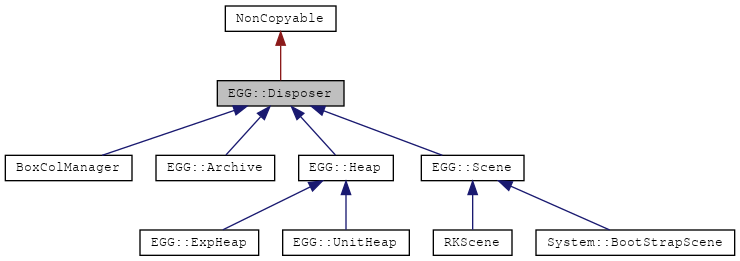 NonCopyable
EGG::Disposer
BoxColManager
EGG::Archive
EGG::Heap
EGG::Scene
EGG::ExpHeap
EGG::UnitHeap
RKScene
System::BootStrapScene